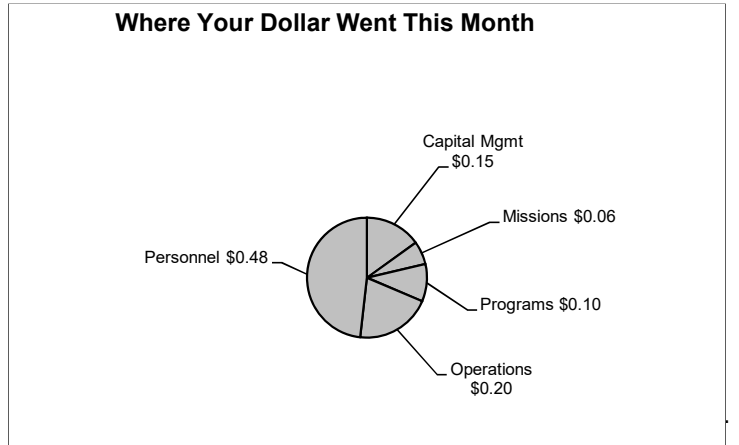 Where Your Dollar Went This Month
Capital Mgmt
$0.15
Missions $0.06
Personnel $0.48
Programs $0.10
Operations
$0.20
.